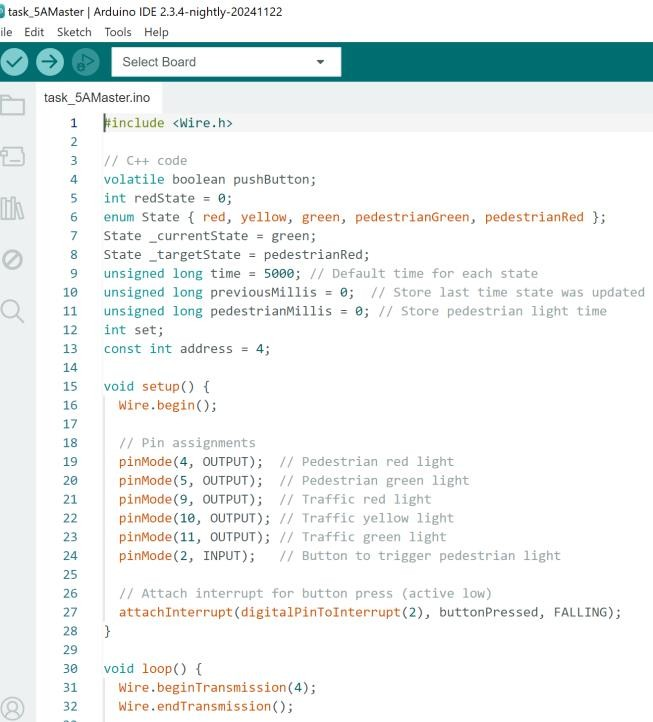 task_5AMaster | Arduino IDE 2.3.4-nightly-20241122
ile Edit Sketch Tools Help
Select Board
task_5AMaster.ino
1 #include <Wire.h>
2
3 // C++ code
4 volatile boolean pushButton;
5 int redState = 0;
6 enum State { red, yellow, green, pedestrianGreen, pedestrianRed };
7 State _currentState = green;
8 State _targetState = pedestrianRed;
9 unsigned long time = 5000; // Default time for each state
10 unsigned long previousMillis = 0;  // Store last time state was updated
11 unsigned long pedestrianMillis = 0; // Store pedestrian light time
12 int set;
13 const int address = 4;
14
15 void setup() {
16   Wire.begin();
17
18   // Pin assignments
19   pinMode(4, OUTPUT);  // Pedestrian red light
20   pinMode(5, OUTPUT);  // Pedestrian green light
21   pinMode(9, OUTPUT);  // Traffic red light
22   pinMode(10, OUTPUT); // Traffic yellow light
23   pinMode(11, OUTPUT); // Traffic green light
24   pinMode(2, INPUT);   // Button to trigger pedestrian light
25
26   // Attach interrupt for button press (active low)
27   attachInterrupt(digitalPinToInterrupt(2), buttonPressed, FALLING);
28 }
29
30 void loop() {
31   Wire.beginTransmission(4);
32   Wire.endTransmission();